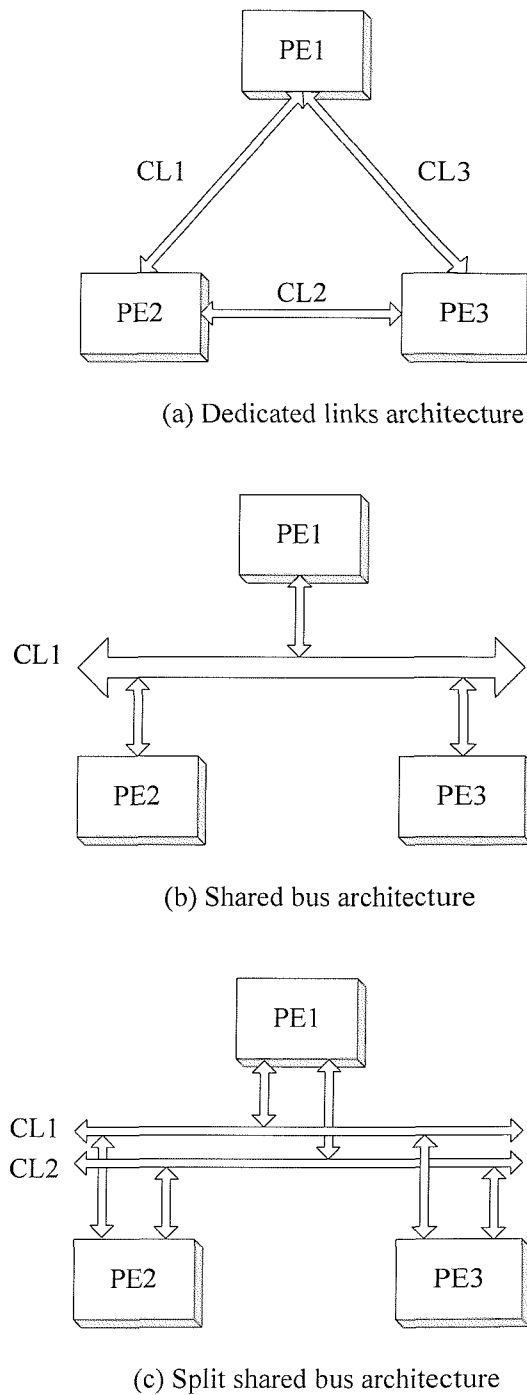 PE1
CL1
CL3
PE2
CL2
PE3
(a) Dedicated links architecture
PE1
CL1
PE2
PE3
(b) Shared bus architecture
PE1
CL1
CL2
PE2
PE3
(c) Split shared bus architecture